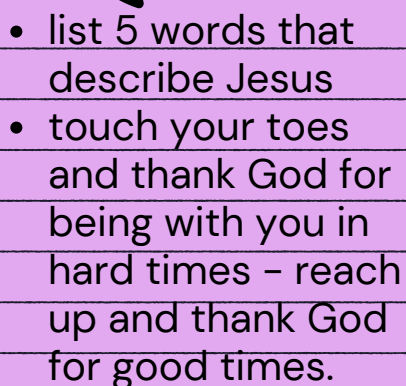 • list 5 words that
describe Jesus
• touch your toes
and thank God for
being with you in
hard times - reach
up and thank God
for good times.